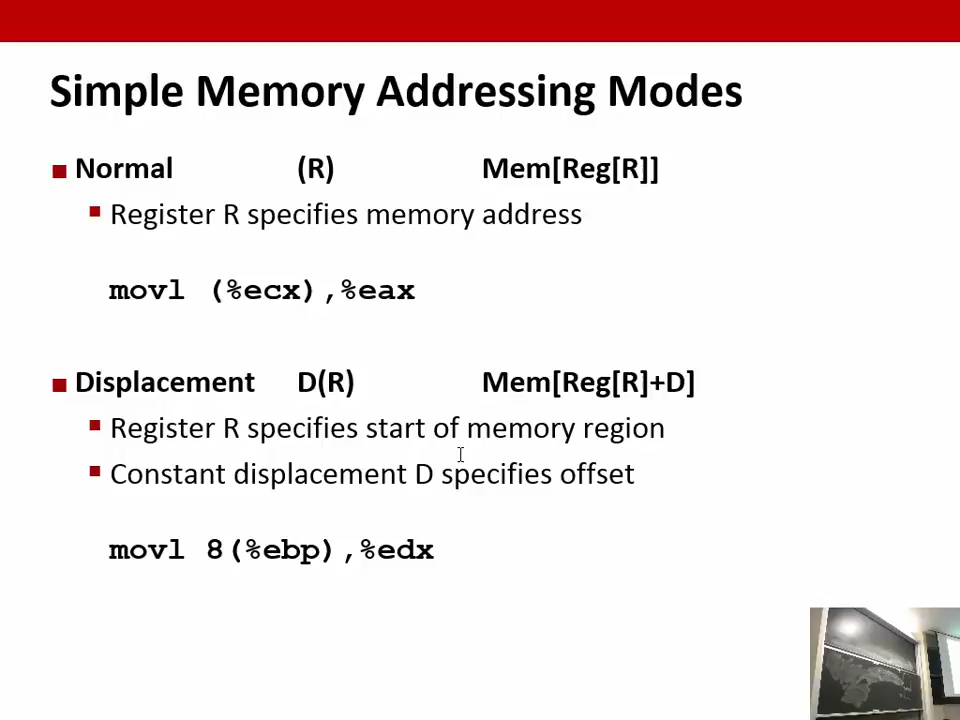 Simple Memory Addressing Modes
Normal (R) Mem[Reg[R]]
Register R specifies memory address
movl (%ecx),%eax
Displacement D(R) Mem[Reg[R]+D]
Register R specifies start of memory region
Constant displacement D specifies offset
movl 8(%ebp),%edx